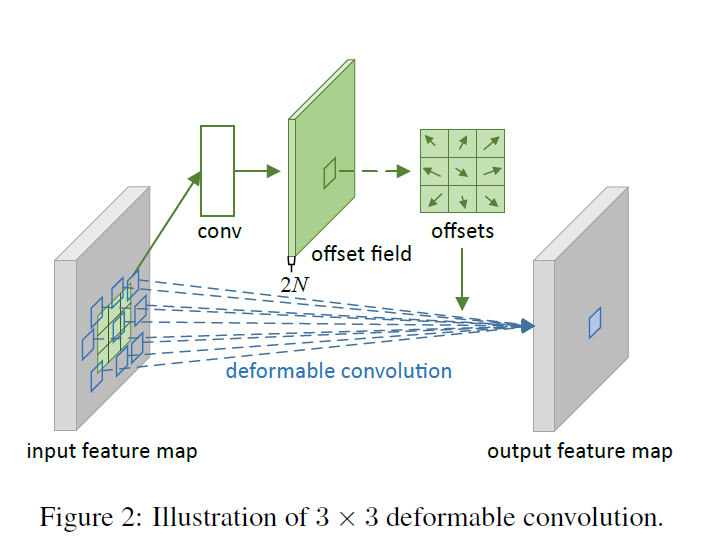 conv
offset field
offsets
2N
deformable convolution
input feature map
output feature map
Figure 2: Illustration of 3 × 3 deformable convolution.